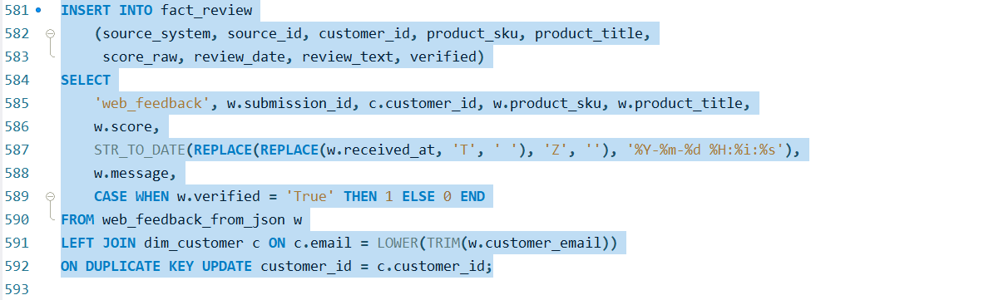 581 INSERT INTO fact_review
582 (source_system, source_id, customer_id, product_sku, product_title,
583 score_raw, review_date, review_text, verified)
584 SELECT
585 'web_feedback', w.submission_id, c.customer_id, w.product_sku, w.product_title,
586 w.score,
587 STR_TO_DATE(REPLACE(REPLACE(w.received_at, 'T', ' '), 'Z', ''), '%Y-%m-%d %H:%i:%s'),
588 w.message,
589 CASE WHEN w.verified = 'True' THEN 1 ELSE 0 END
590 FROM web_feedback_from_json w
591 LEFT JOIN dim_customer c ON c.email = LOWER(TRIM(w.customer_email))
592 ON DUPLICATE KEY UPDATE customer_id = c.customer_id;
593